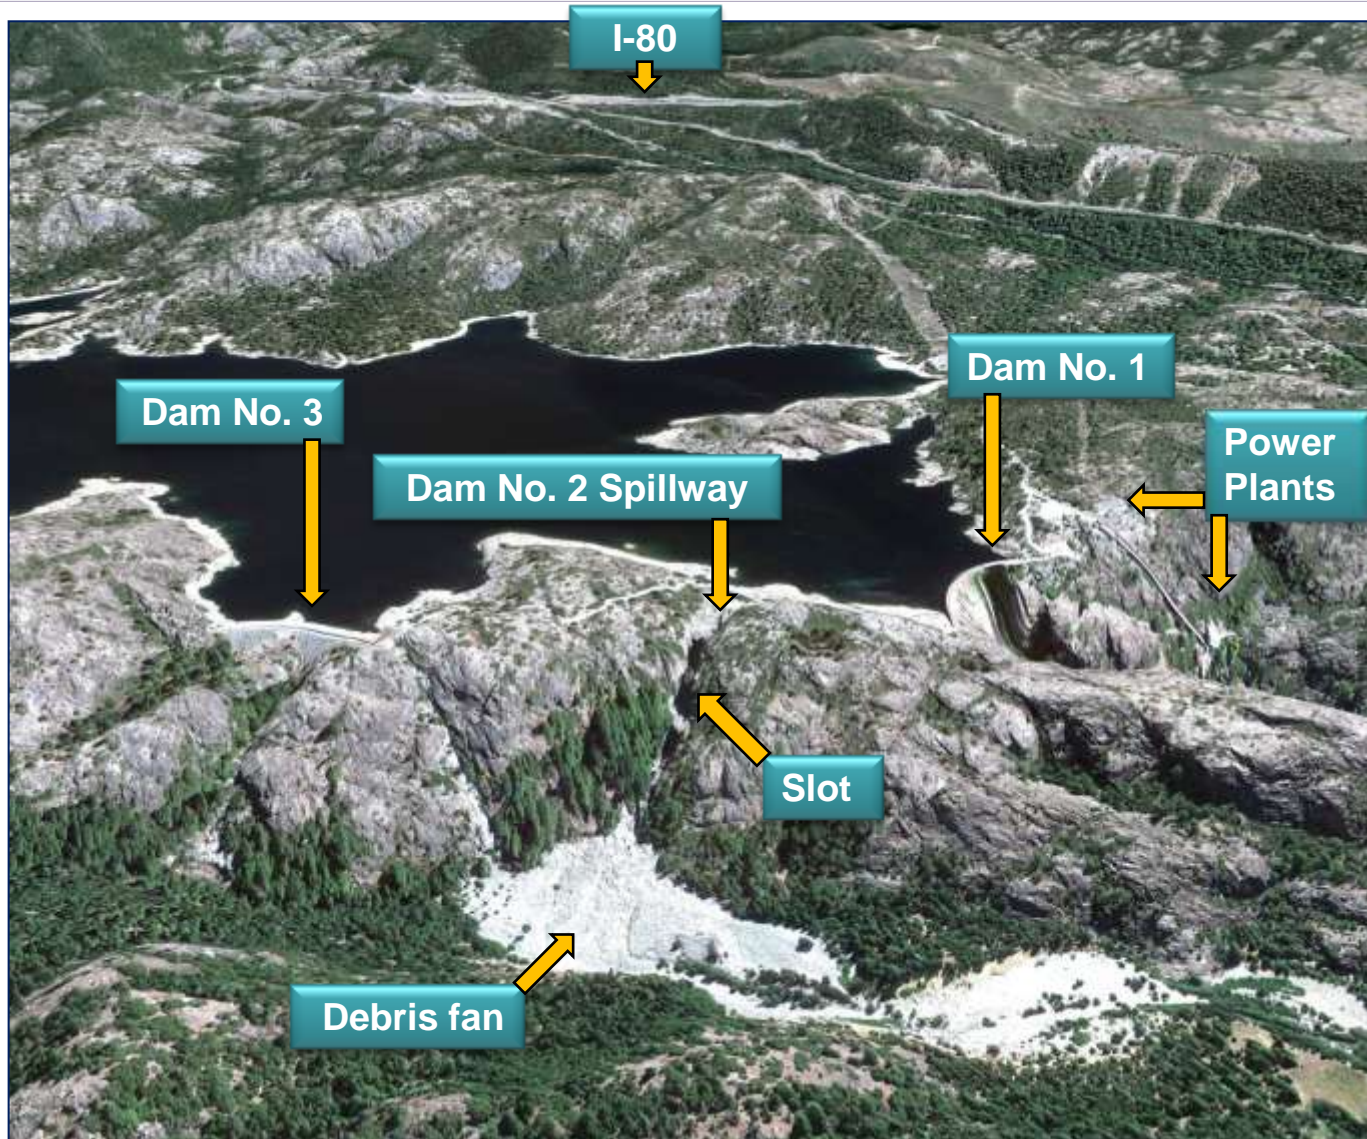 I-80
Dam No. 1
Dam No. 3
Power
Plants
Dam No. 2 Spillway
Slot
Debris fan